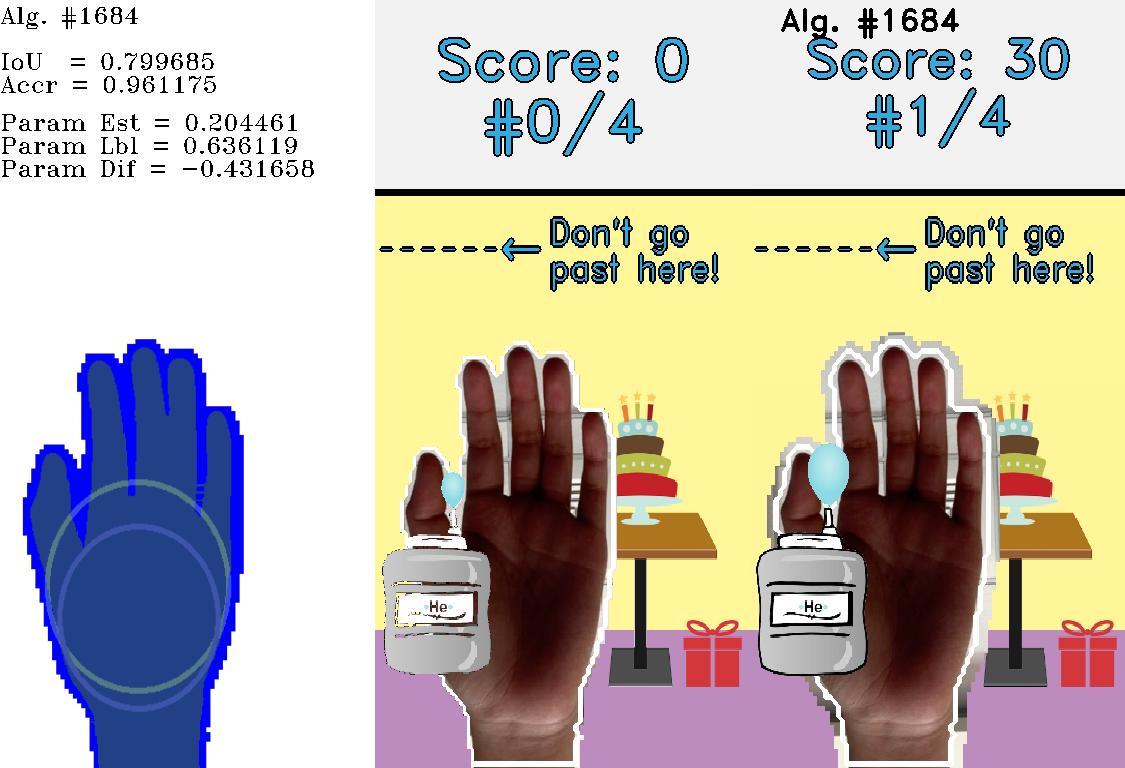 Alg. #1684
IoU = 0.799685
Accr = 0.961175
Param Est = 0.204461
Param Lbl = 0.636119
Param Dif = −0.431658
Score: 0
#0/4
Don't go
past here!
He
Alg. #1684
Score: 30
#1/4
Don't go
past here!
He